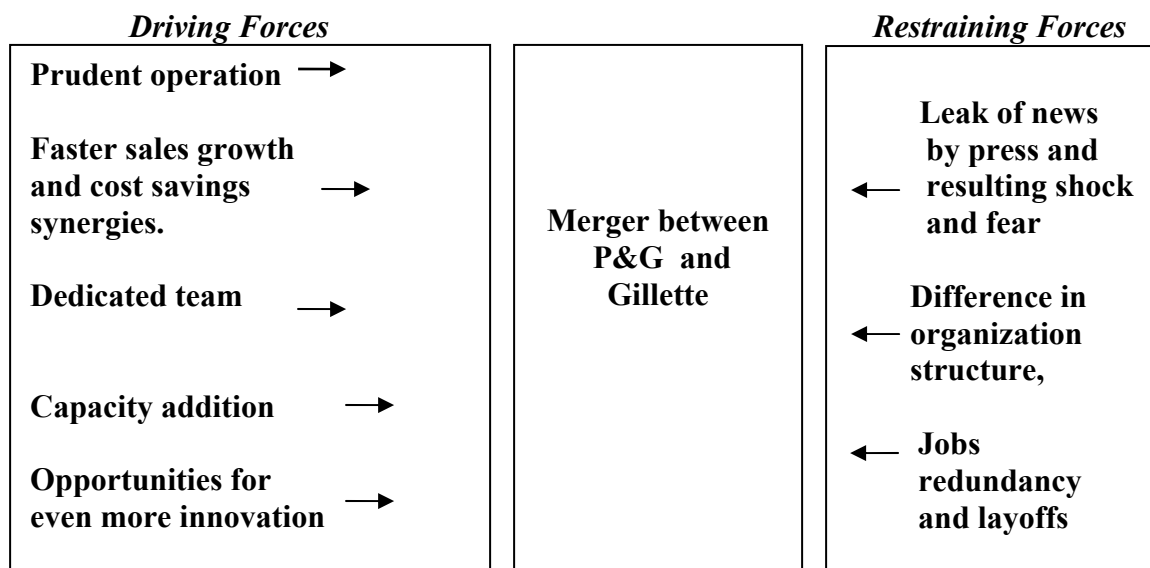 Driving Forces
Restraining Forces
Prudent operation
Faster sales growth
and cost savings
synergies.
Dedicated team
Capacity addition
Opportunities for
even more innovation
Merger between
P&G and
Gillette
Leak of news
by press and
resulting shock
and fear
Difference in
organization
structure,
Jobs
redundancy
and layoffs